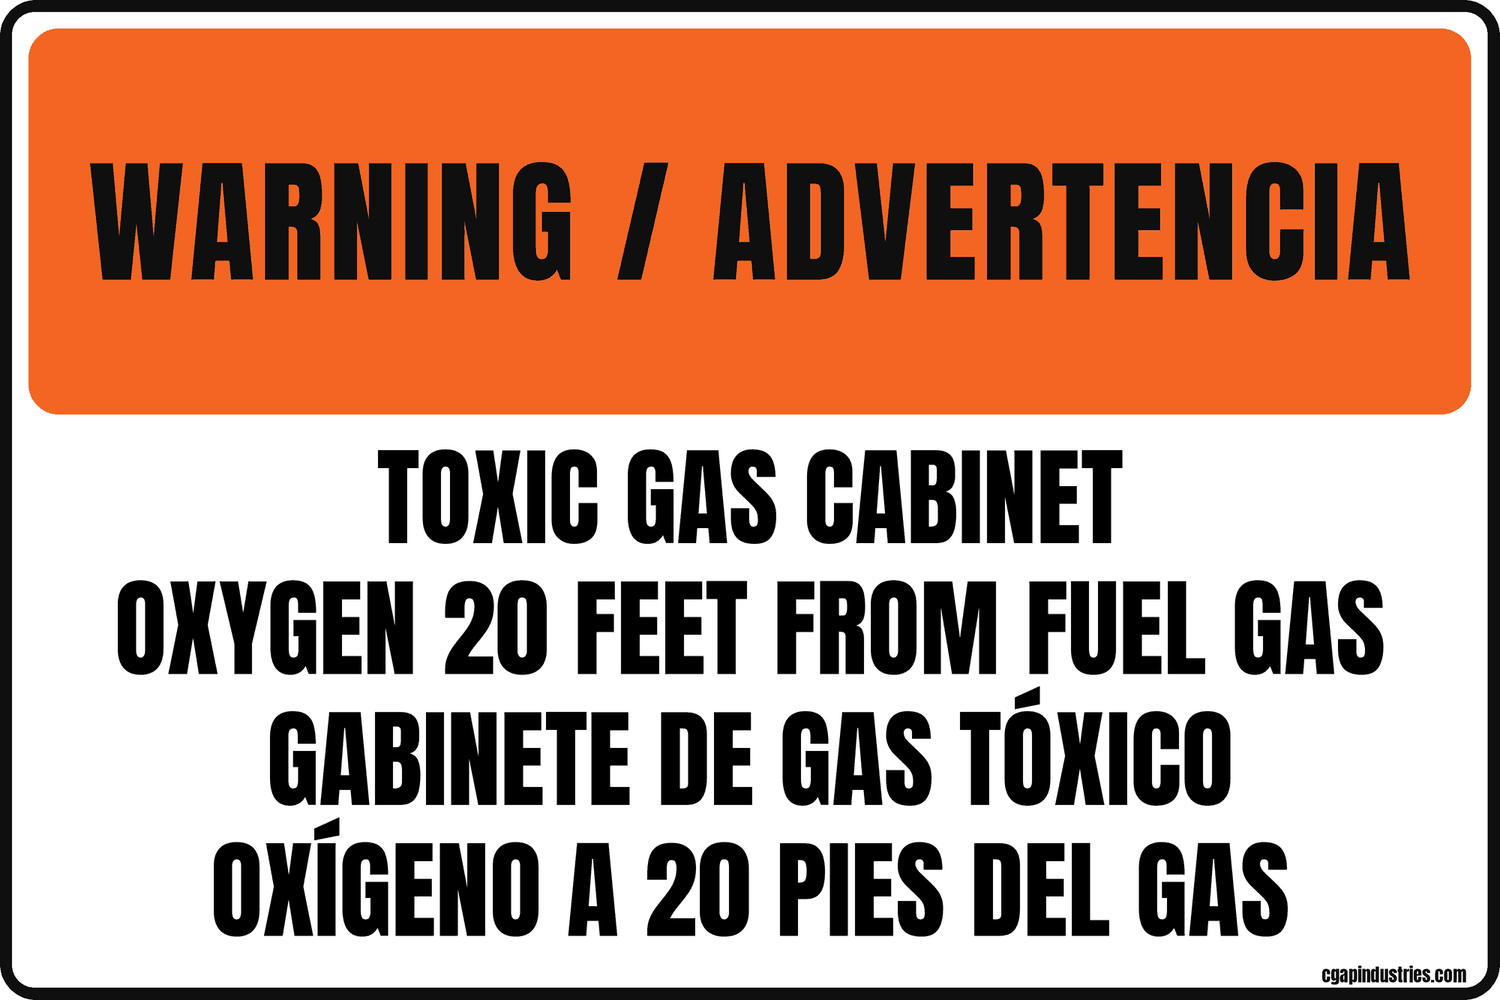 WARNING / ADVERTENCIA
TOXIC GAS CABINET
OXYGEN 20 FEET FROM FUEL GAS
GABINETE DE GAS TÓXICO
OXÍGENO A 20 PIES DEL GAS
cgapindustries.com